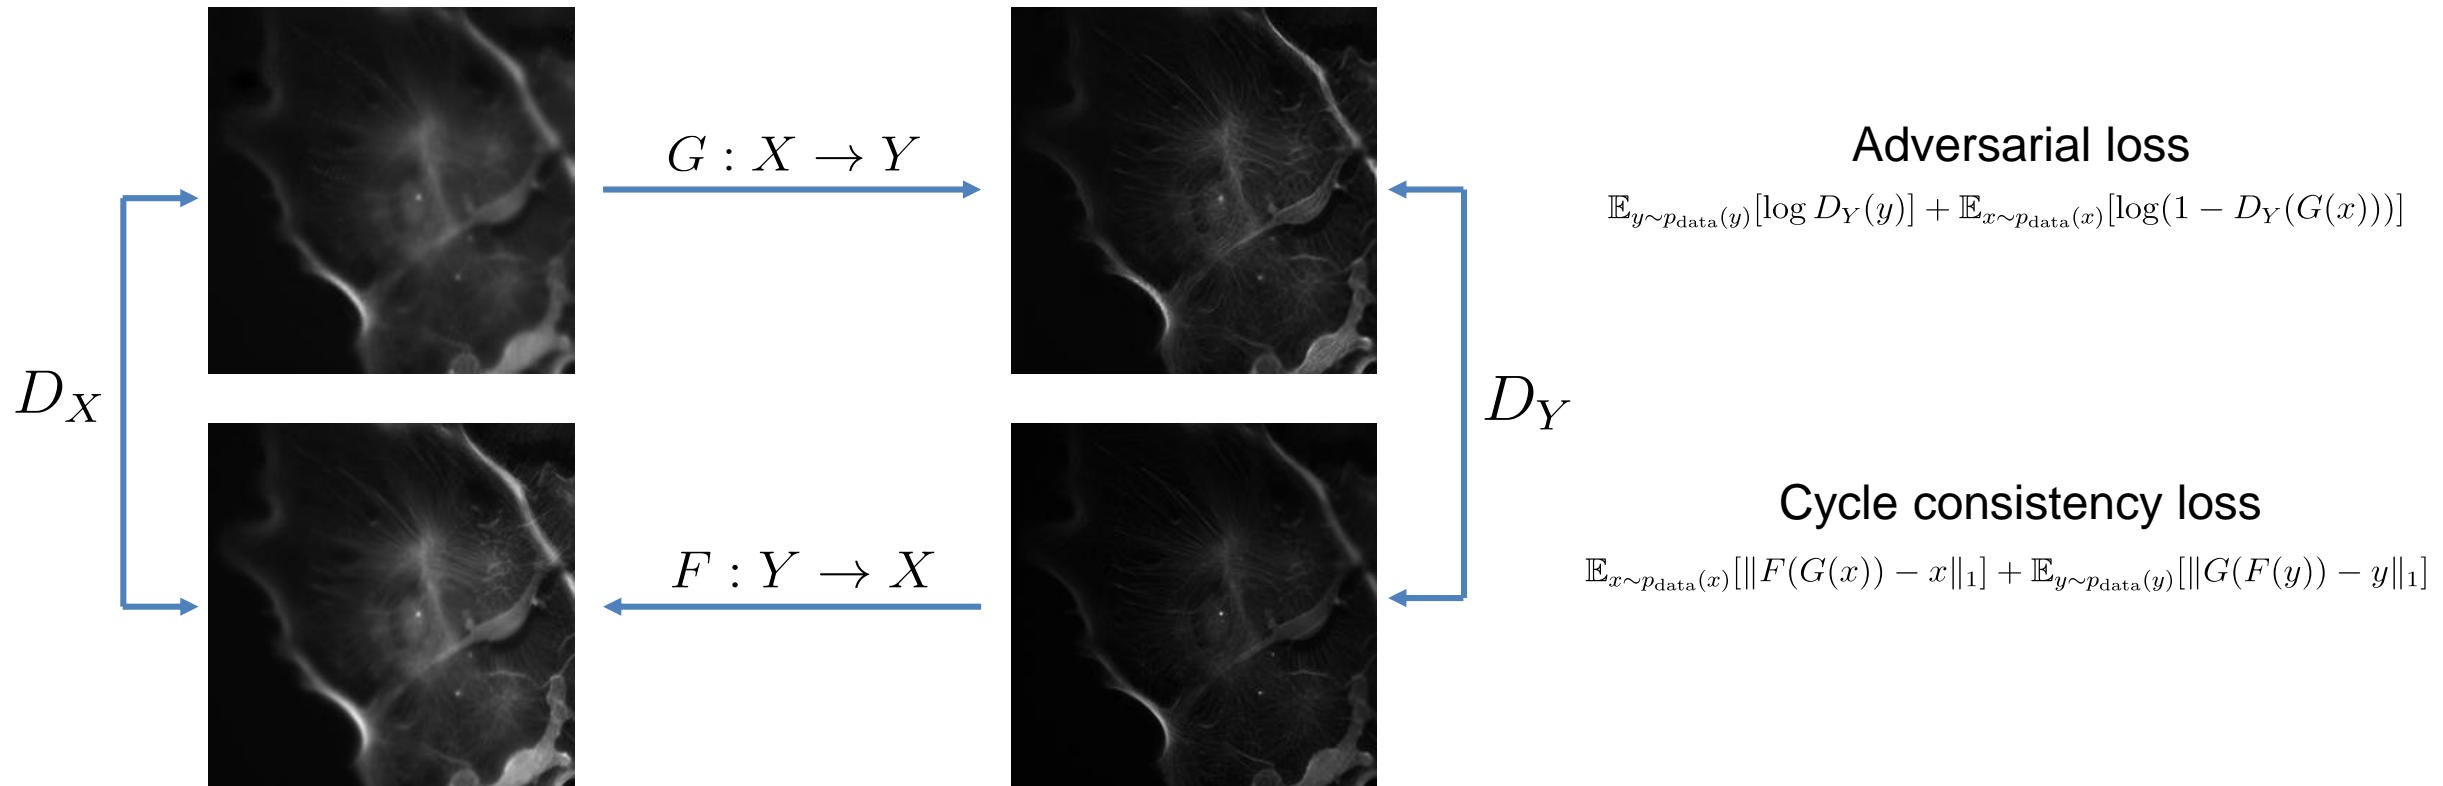 G : X → Y
Adversarial loss
𝔼_{y∼p_data(y)}[log D_Y(y)] + 𝔼_{x∼p_data(x)}[log(1 − D_Y(G(x)))]
D_X
D_Y
Cycle consistency loss
F : Y → X
𝔼_{x∼p_data(x)}[‖F(G(x)) − x‖_1] + 𝔼_{y∼p_data(y)}[‖G(F(y)) − y‖_1]